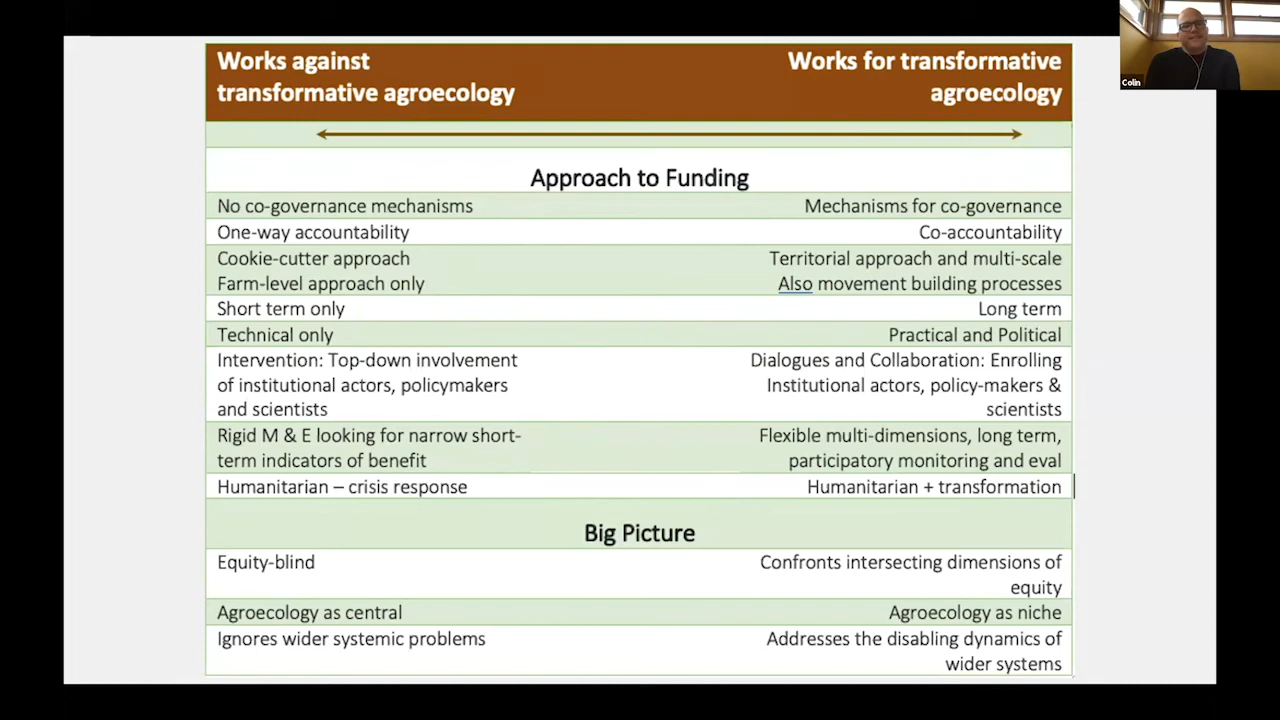 Works against
transformative agroecology
Works for transformative
agroecology
Approach to Funding
No co-governance mechanisms
Mechanisms for co-governance
One-way accountability
Co-accountability
Cookie-cutter approach
Farm-level approach only
Territorial approach and multi-scale
Also movement building processes
Short term only
Long term
Technical only
Practical and Political
Intervention: Top-down involvement
of institutional actors, policymakers
and scientists
Dialogues and Collaboration: Enrolling
Institutional actors, policy-makers &
scientists
Rigid M & E looking for narrow short-
term indicators of benefit
Flexible multi-dimensions, long term,
participatory monitoring and eval
Humanitarian – crisis response
Humanitarian + transformation
Big Picture
Equity-blind
Confronts intersecting dimensions of
equity
Agroecology as central
Agroecology as niche
Ignores wider systemic problems
Addresses the disabling dynamics of
wider systems
Colin